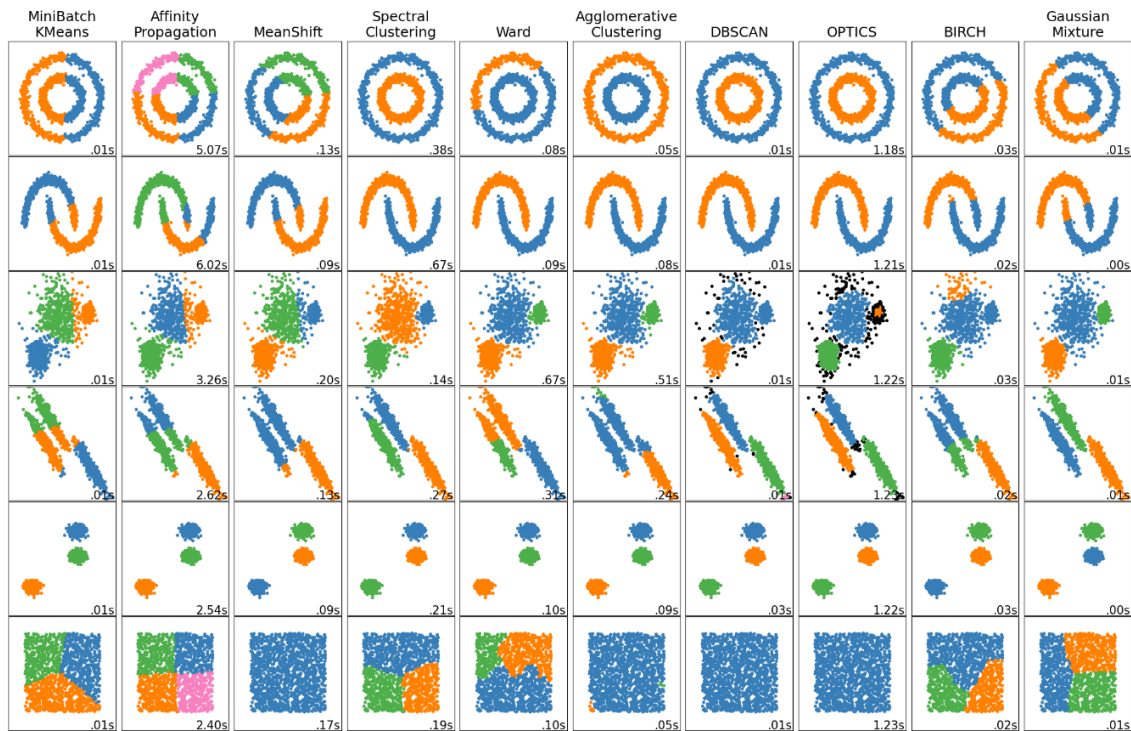 MiniBatch
KMeans
Affinity
Propagation
MeanShift
Spectral
Clustering
Ward
Agglomerative
Clustering
DBSCAN
OPTICS
BIRCH
Gaussian
Mixture
.01s
5.07s
.13s
.38s
.08s
.05s
.01s
1.18s
.03s
.01s
.01s
6.02s
.09s
.67s
.09s
.08s
.01s
1.21s
.02s
.00s
.01s
3.26s
.20s
.14s
.67s
.51s
.01s
1.22s
.03s
.01s
.01s
2.62s
.13s
.27s
.31s
.24s
.01s
1.23s
.02s
.01s
.01s
2.54s
.09s
.21s
.10s
.09s
.03s
1.22s
.03s
.00s
.01s
2.40s
.17s
.19s
.10s
.05s
.01s
1.23s
.02s
.01s